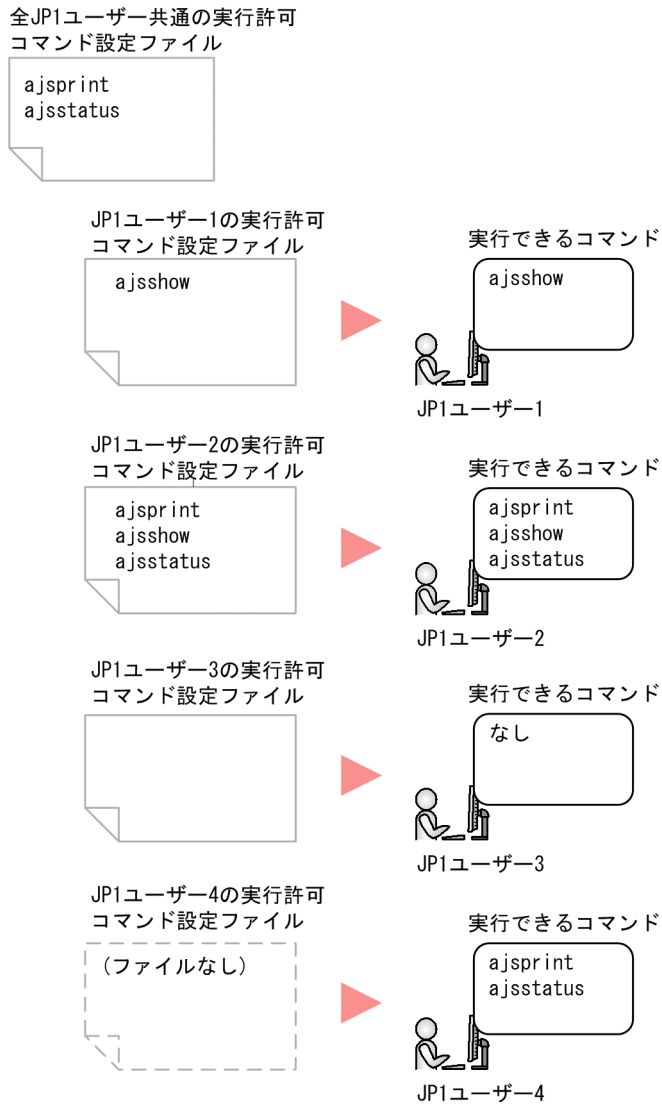 全JP1ユーザー共通の実行許可
コマンド設定ファイル
ajsprint
ajsstatus
JP1ユーザー1の実行許可
コマンド設定ファイル
ajsshow
実行できるコマンド
ajsshow
JP1ユーザー1
JP1ユーザー2の実行許可
コマンド設定ファイル
ajsprint
ajsshow
ajsstatus
実行できるコマンド
ajsprint
ajsshow
ajsstatus
JP1ユーザー2
JP1ユーザー3の実行許可
コマンド設定ファイル
実行できるコマンド
なし
JP1ユーザー3
JP1ユーザー4の実行許可
コマンド設定ファイル
(ファイルなし)
実行できるコマンド
ajsprint
ajsstatus
JP1ユーザー4